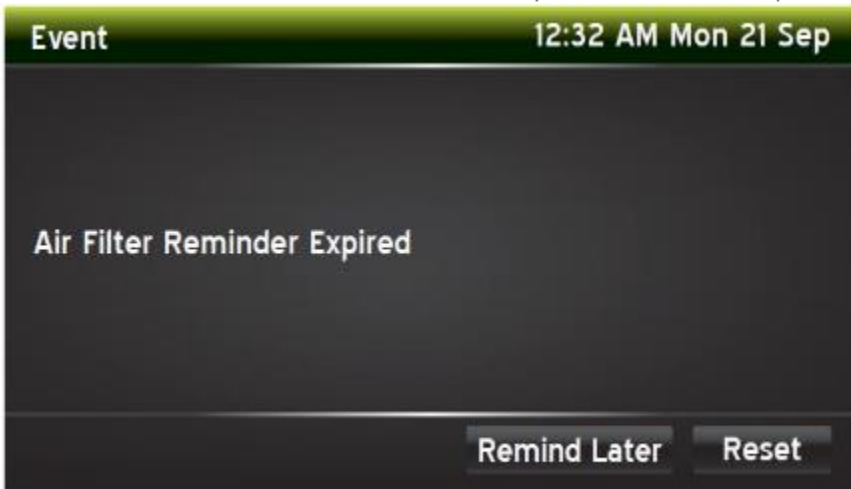 Event
12:32 AM Mon 21 Sep
Air Filter Reminder Expired
Remind Later
Reset